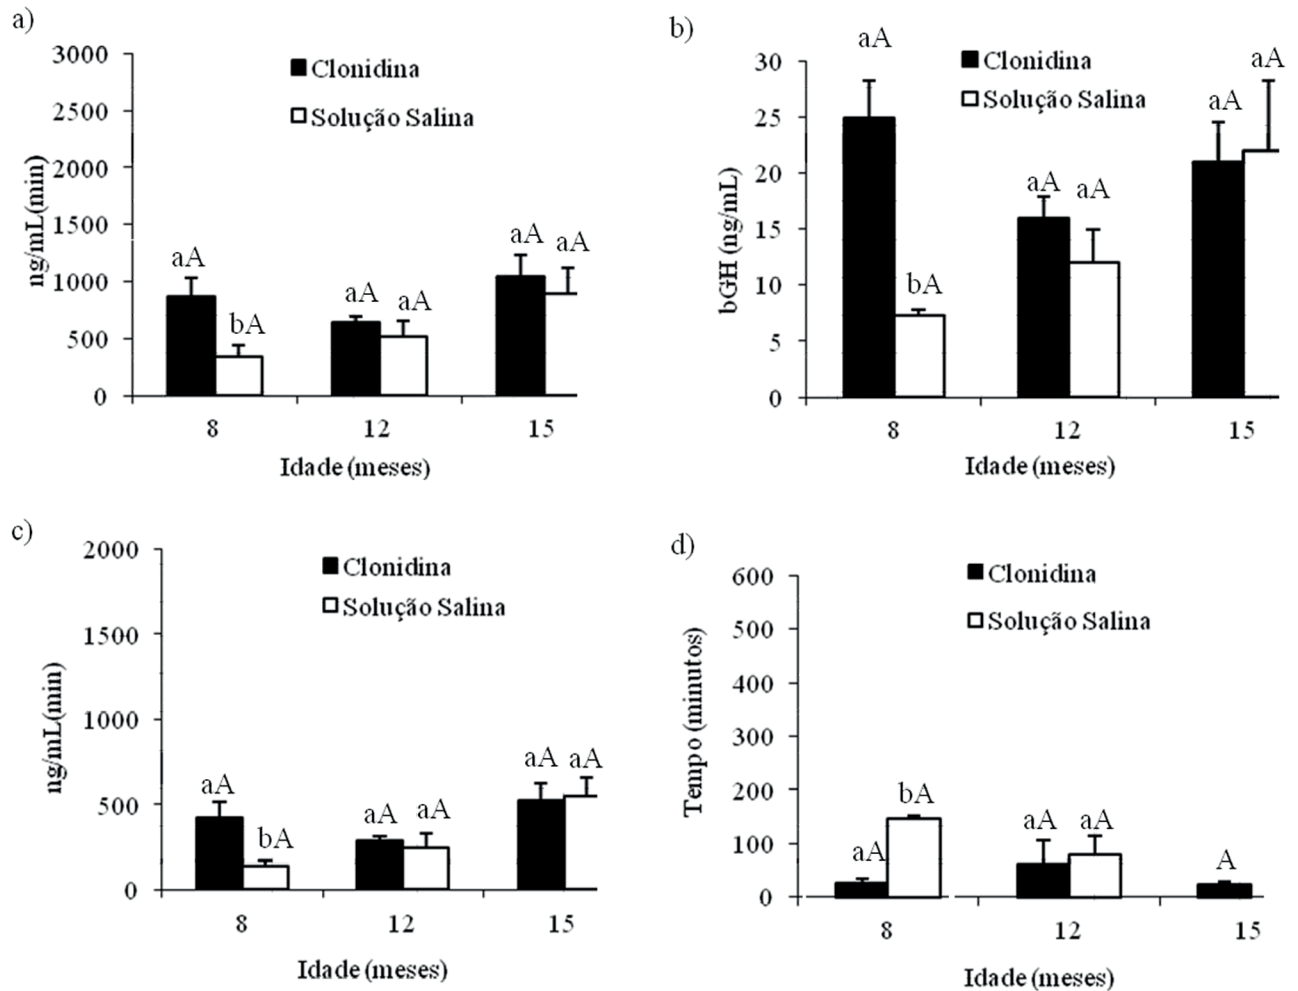 a)
3000
2500
2000
1500
1000
500
0
ng/mL(min)
Clonidina
Solução Salina
aA
bA
aA
aA
aA
aA
8
12
15
Idade (meses)
b)
30
25
20
15
10
5
0
bGH (ng/mL)
Clonidina
Solução Salina
aA
bA
aA
aA
aA
aA
8
12
15
Idade (meses)
c)
2000
1500
1000
500
0
ng/mL(min)
Clonidina
Solução Salina
aA
bA
aA
aA
aA
aA
8
12
15
Idade (meses)
d)
600
500
400
300
200
100
0
Tempo (minutos)
Clonidina
Solução Salina
aA
bA
aA
aA
A
8
12
15
Idade (meses)